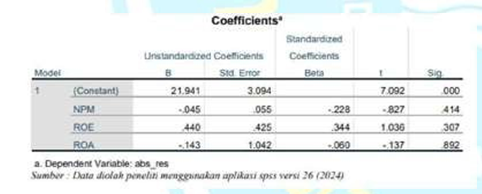 Coefficientsᵃ
Standardized
Unstandardized Coefficients Coefficients
Model B Std. Error Beta t Sig.
1 (Constant) 21.941 3.094 7.092 .000
NPM -.045 .055 -.228 -.827 .414
ROE .440 .425 .344 1.036 .307
ROA -.143 1.042 -.060 -.137 .892
a. Dependent Variable: abs_res
Sumber : Data diolah peneliti menggunakan aplikasi spss versi 26 (2024)